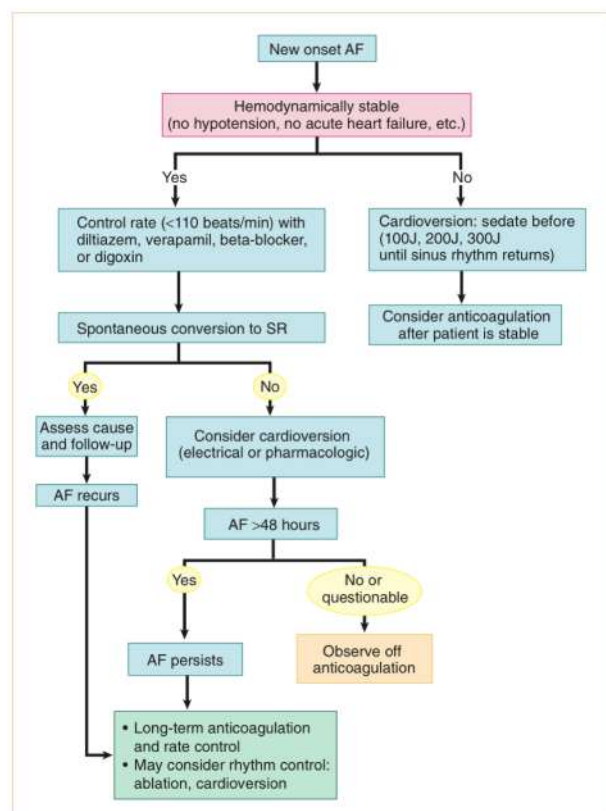 New onset AF
Hemodynamically stable
(no hypotension, no acute heart failure, etc.)
Yes
No
Control rate (<110 beats/min) with
diltiazem, verapamil, beta-blocker,
or digoxin
Cardioversion: sedate before
(100J, 200J, 300J
until sinus rhythm returns)
Consider anticoagulation
after patient is stable
Spontaneous conversion to SR
Yes
No
Assess cause
and follow-up
Consider cardioversion
(electrical or pharmacologic)
AF recurs
AF >48 hours
Yes
No or
questionable
AF persists
Observe off
anticoagulation
• Long-term anticoagulation
and rate control
• May consider rhythm control:
ablation, cardioversion